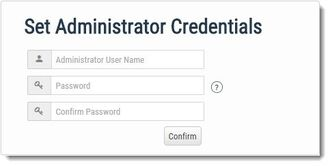 Set Administrator Credentials
Administrator User Name
Password
?
Confirm Password
Confirm